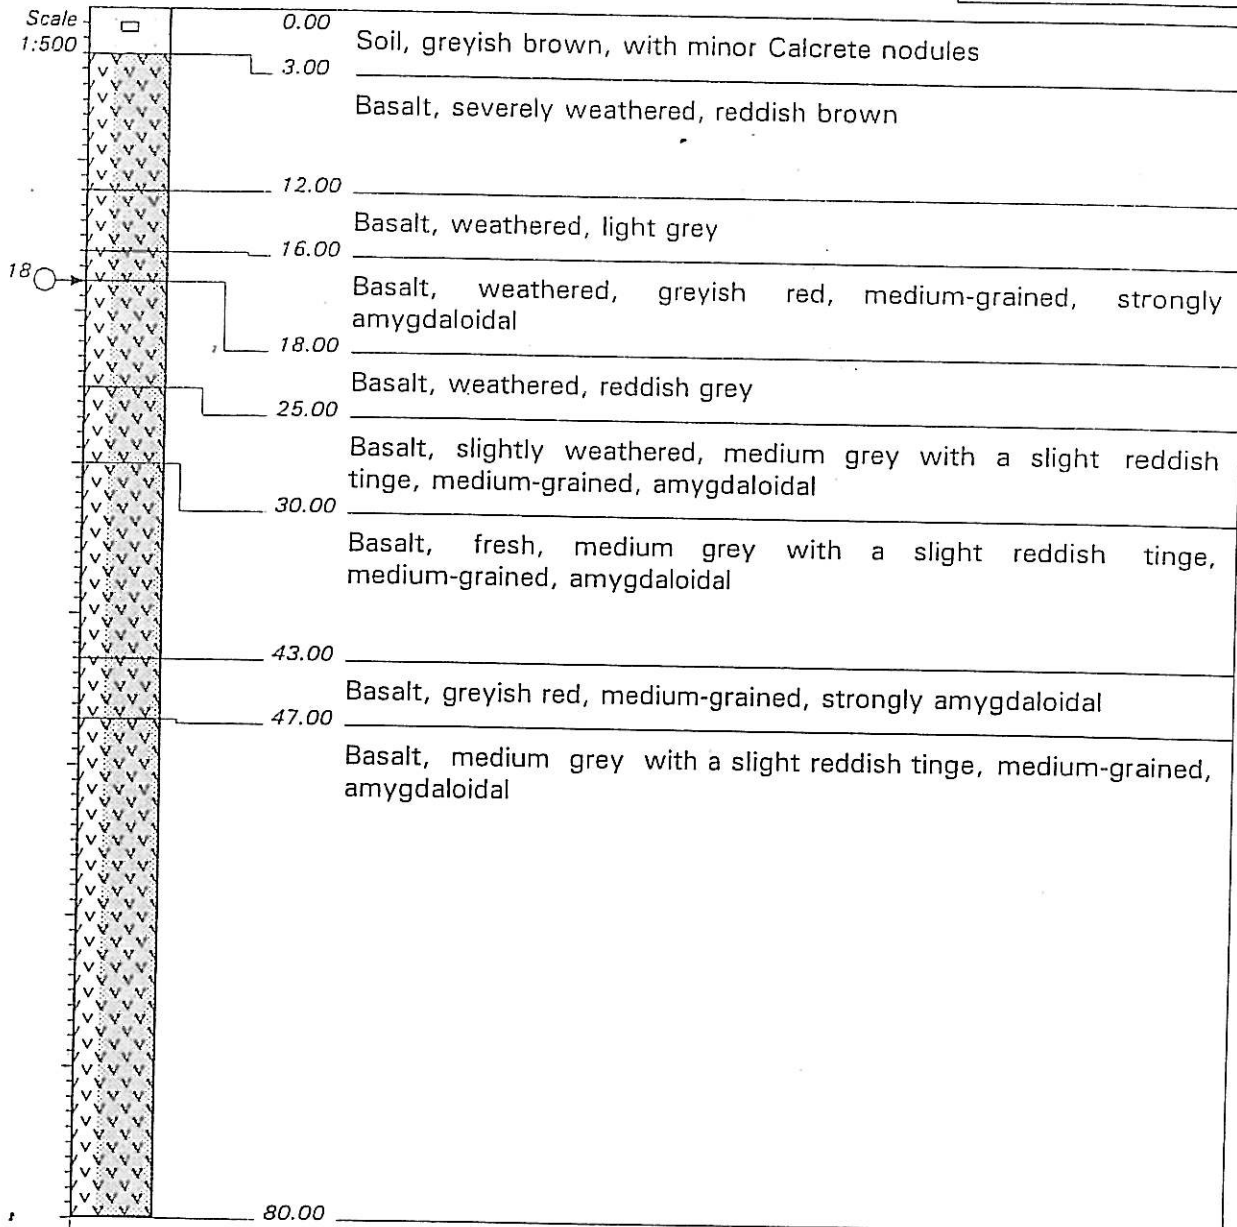 Scale
1:500
0.00
Soil, greyish brown, with minor Calcrete nodules
3.00
Basalt, severely weathered, reddish brown
12.00
Basalt, weathered, light grey
16.00
18
Basalt, weathered, greyish red, medium-grained, strongly
amygdaloidal
18.00
Basalt, weathered, reddish grey
25.00
Basalt, slightly weathered, medium grey with a slight reddish
tinge, medium-grained, amygdaloidal
30.00
Basalt, fresh, medium grey with a slight reddish tinge,
medium-grained, amygdaloidal
43.00
Basalt, greyish red, medium-grained, strongly amygdaloidal
47.00
Basalt, medium grey with a slight reddish tinge, medium-grained,
amygdaloidal
80.00